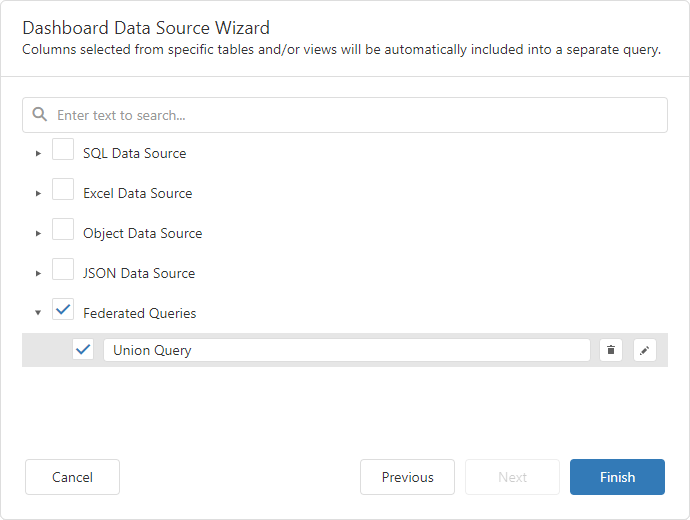 Dashboard Data Source Wizard
Columns selected from specific tables and/or views will be automatically included into a separate query.
Enter text to search...
SQL Data Source
Excel Data Source
Object Data Source
JSON Data Source
Federated Queries
Union Query
Cancel
Previous
Next
Finish